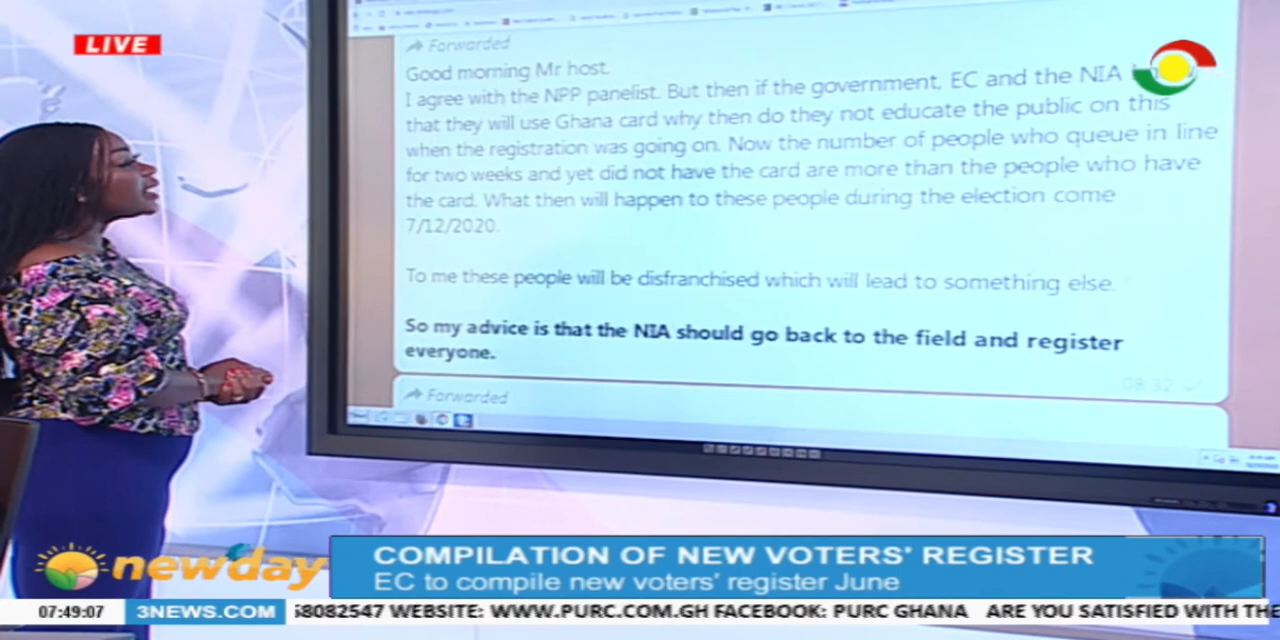 LIVE
Forwarded
Good morning Mr host.
I agree with the NPP panelist. But then if the government, EC and the NIA
that they will use Ghana card why then do they not educate the public on this
when the registration was going on. Now the number of people who queue in line
for two weeks and yet did not have the card are more than the people who have
the card. What then will happen to these people during the election come
7/12/2020.
To me these people will be disfranchised which will lead to something else.
So my advice is that the NIA should go back to the field and register
everyone.
08:32
Forwarded
newday
COMPILATION OF NEW VOTERS' REGISTER
EC to compile new voters' register June
07:49:07
3NEWS.COM
58082547 WEBSITE: WWW.PURC.COM.GH FACEBOOK: PURC GHANA ARE YOU SATISFIED WITH THE